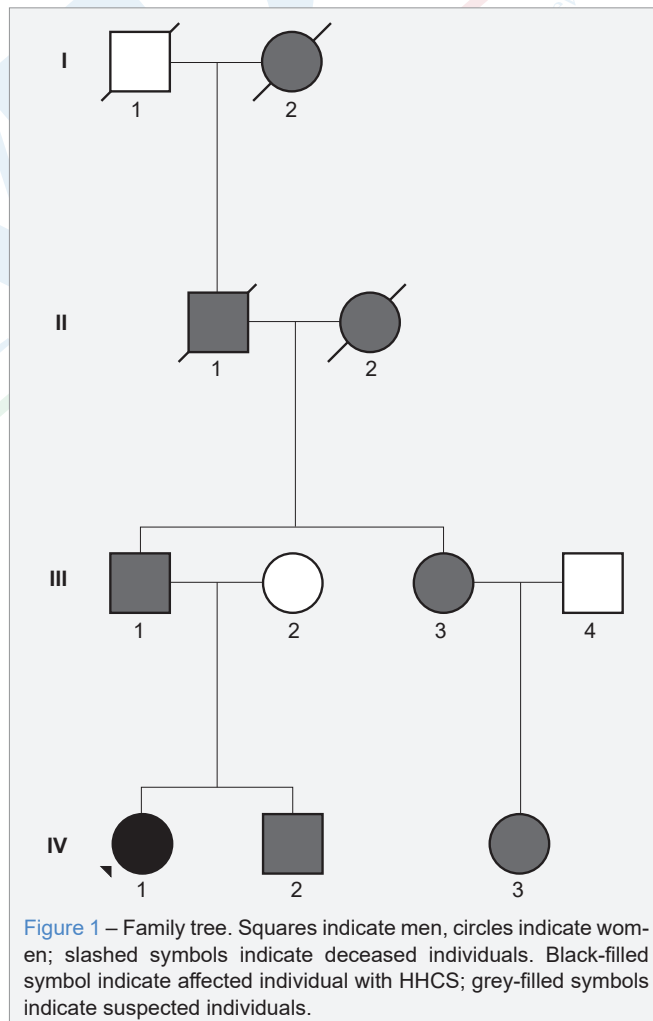 I
1
2
II
1
2
III
1
2
3
4
IV
1
2
3
Figure 1 – Family tree. Squares indicate men, circles indicate wom-
en; slashed symbols indicate deceased individuals. Black-filled
symbol indicate affected individual with HHCS; grey-filled symbols
indicate suspected individuals.